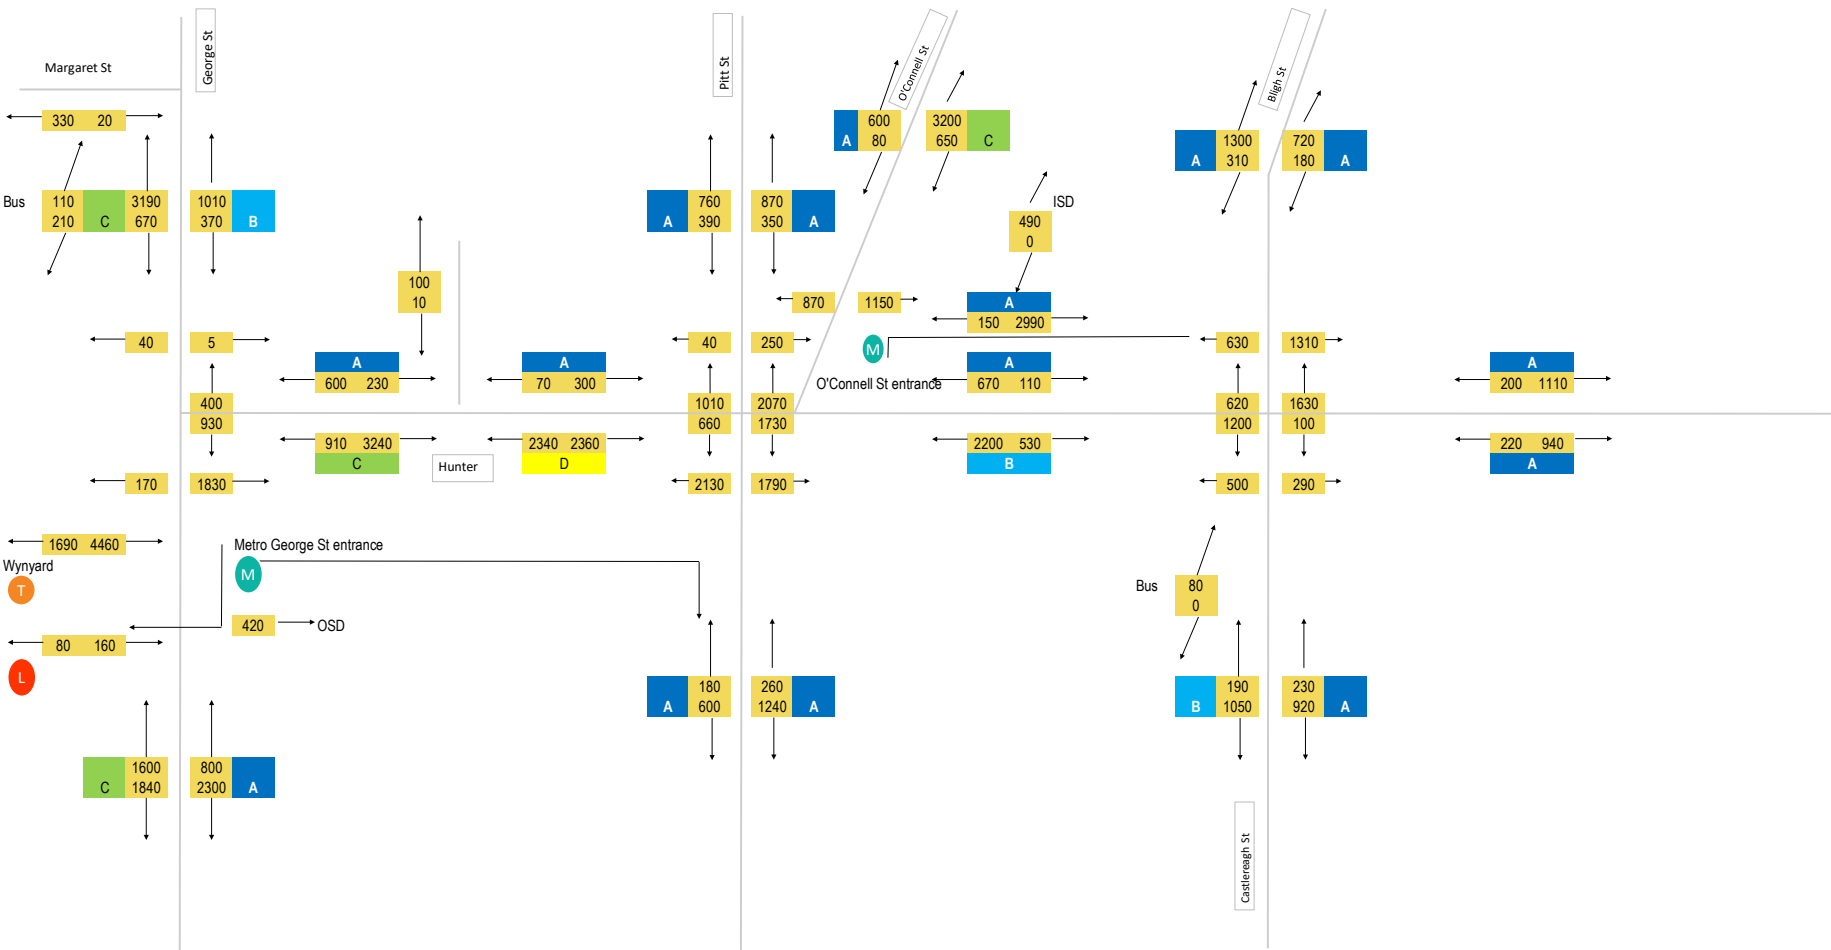 Margaret St
George St
Pitt St
O'Connell St
Bligh St
330 20
600
80
A
3200
650
C
1300
310
A
720
180
A
Bus
110
210
C
3190
670
1010
370
B
760
390
A
870
350
A
ISD
490
0
100
10
870
1150
A
150 2990
40
5
40
250
M
O'Connell St entrance
630
1310
A
600 230
A
70 300
A
670 110
A
200 1110
400
930
1010
660
2070
1730
620
1200
1630
100
910 3240
C
Hunter
2340 2360
D
2200 530
B
220 940
A
170
1830
2130
1790
500
290
1690 4460
Wynyard
T
Metro George St entrance
M
Bus
80
0
420
OSD
80 160
L
180
600
A
260
1240
A
190
1050
B
230
920
A
1600
1840
C
800
2300
A
Castlereagh St